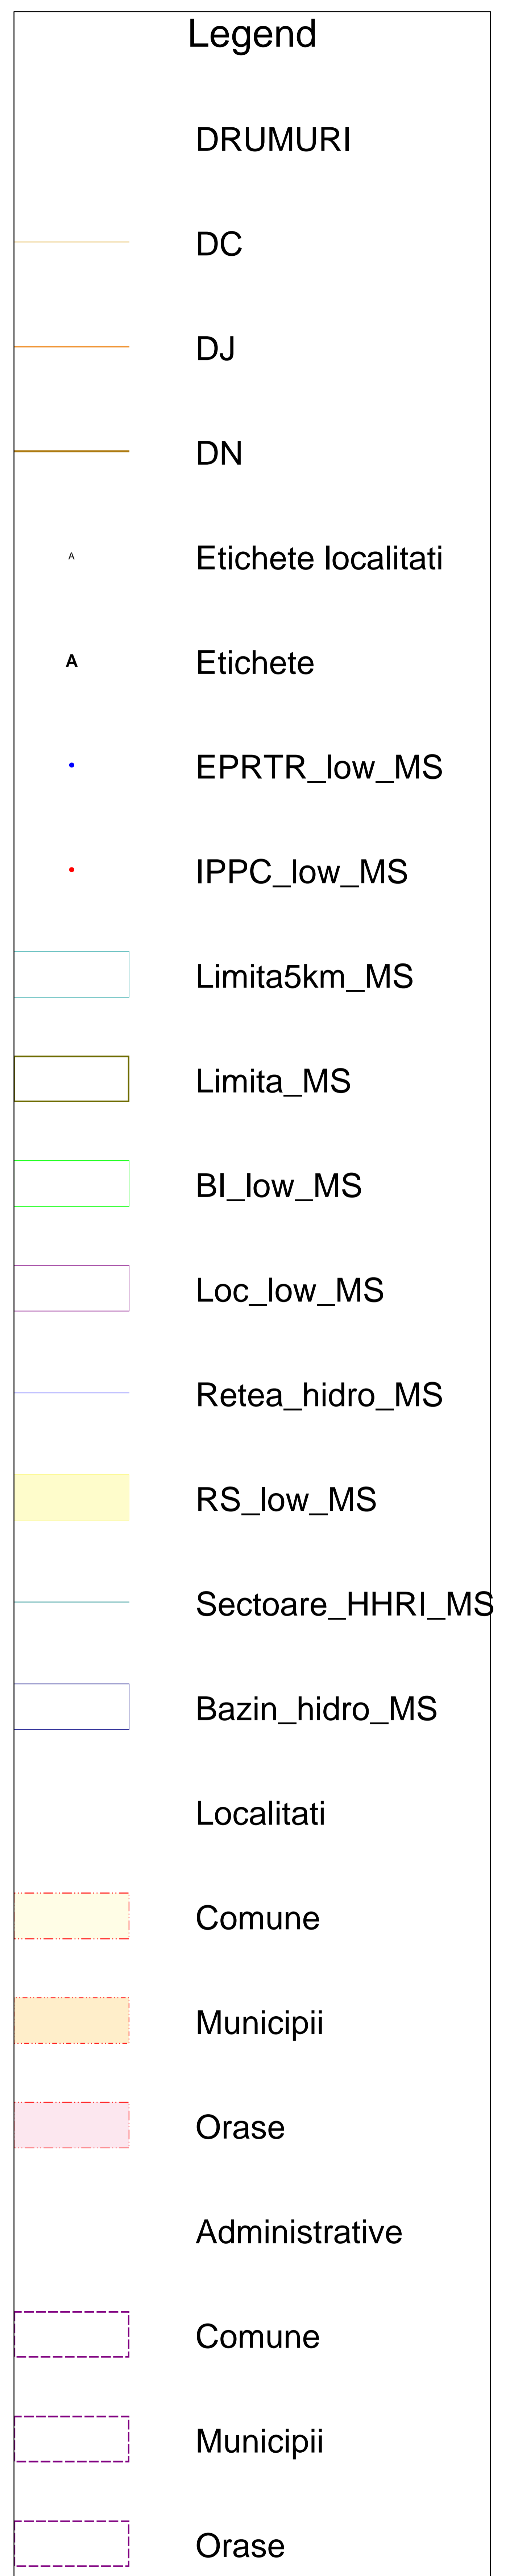 Legend
DRUMURI
DC
DJ
DN
A Etichete localitati
A Etichete
EPRTR_low_MS
IPPC_low_MS
Limita5km_MS
Limita_MS
BI_low_MS
Loc_low_MS
Retea_hidro_MS
RS_low_MS
Sectoare_HHRI_MS
Bazin_hidro_MS
Localitati
Comune
Municipii
Orase
Administrative
Comune
Municipii
Orase